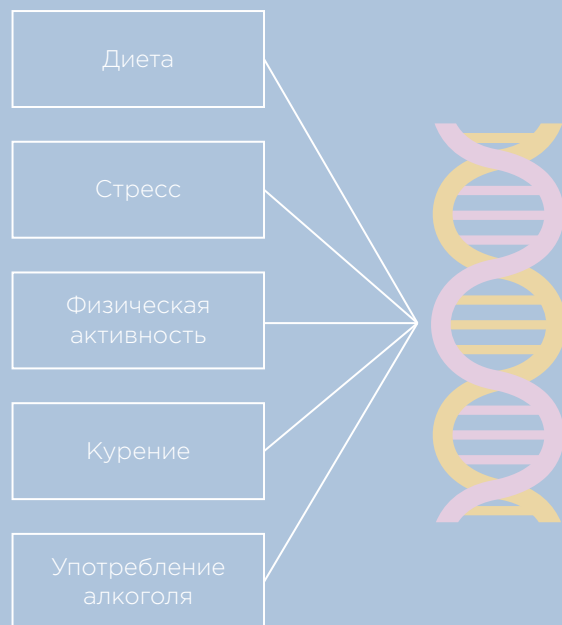 Диета
Стресс
Физическая
активность
Курение
Употребление
алкоголя